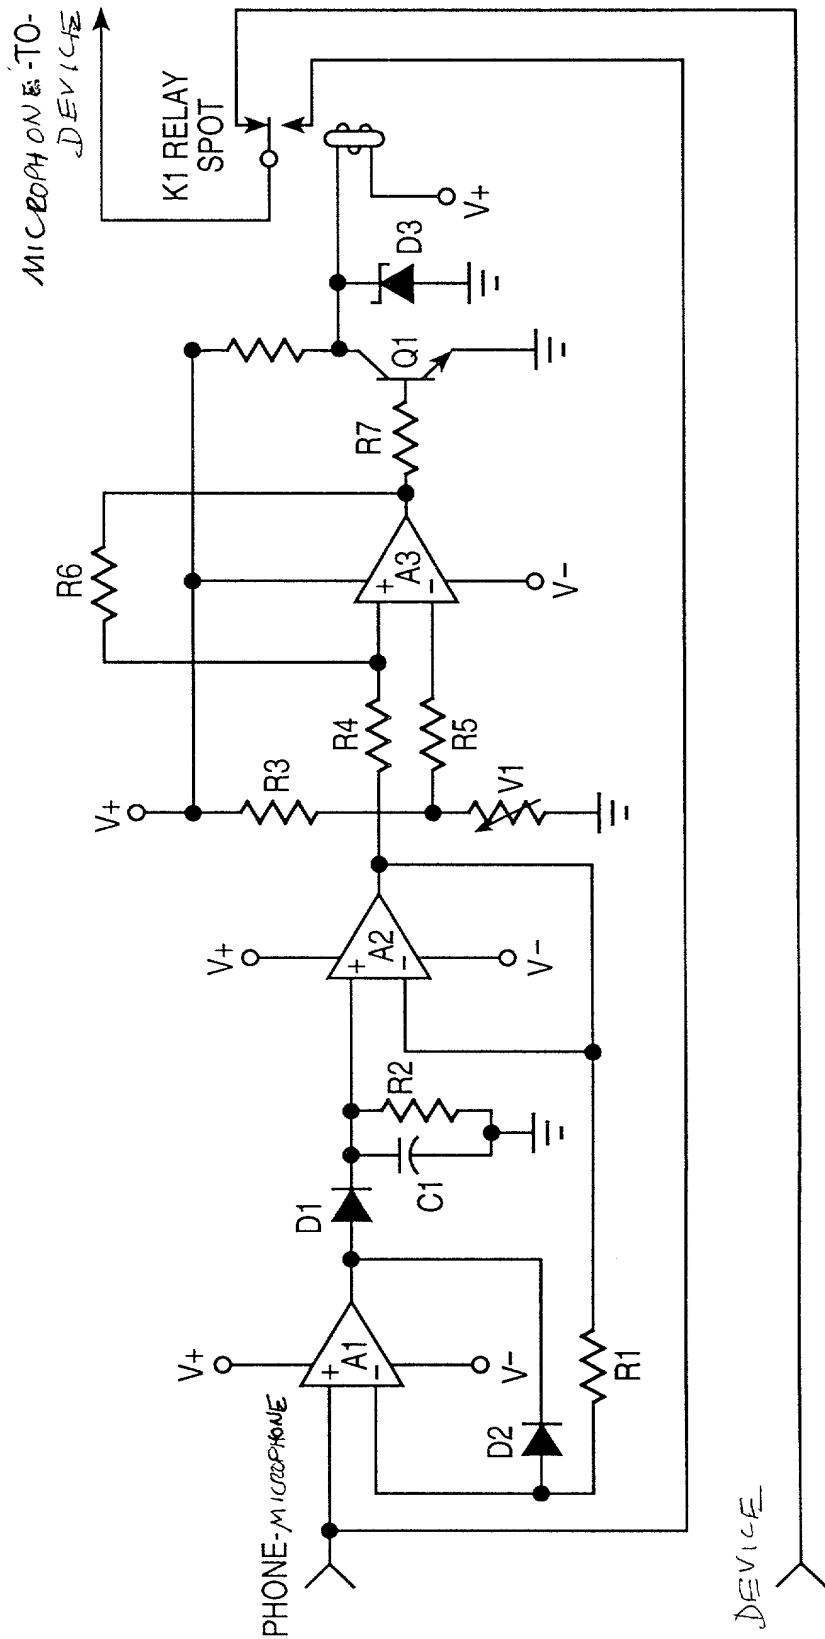 MICROPHONE-TO-
DEVICE
K1 RELAY
SPOT
V+
D3
Q1
R7
R6
+
A3
-
V-
R4
R5
R3
V1
V+
V+
+
A2
-
V-
R2
C1
D1
V+
+
A1
-
V-
D2
R1
PHONE-MICROPHONE
DEVICE